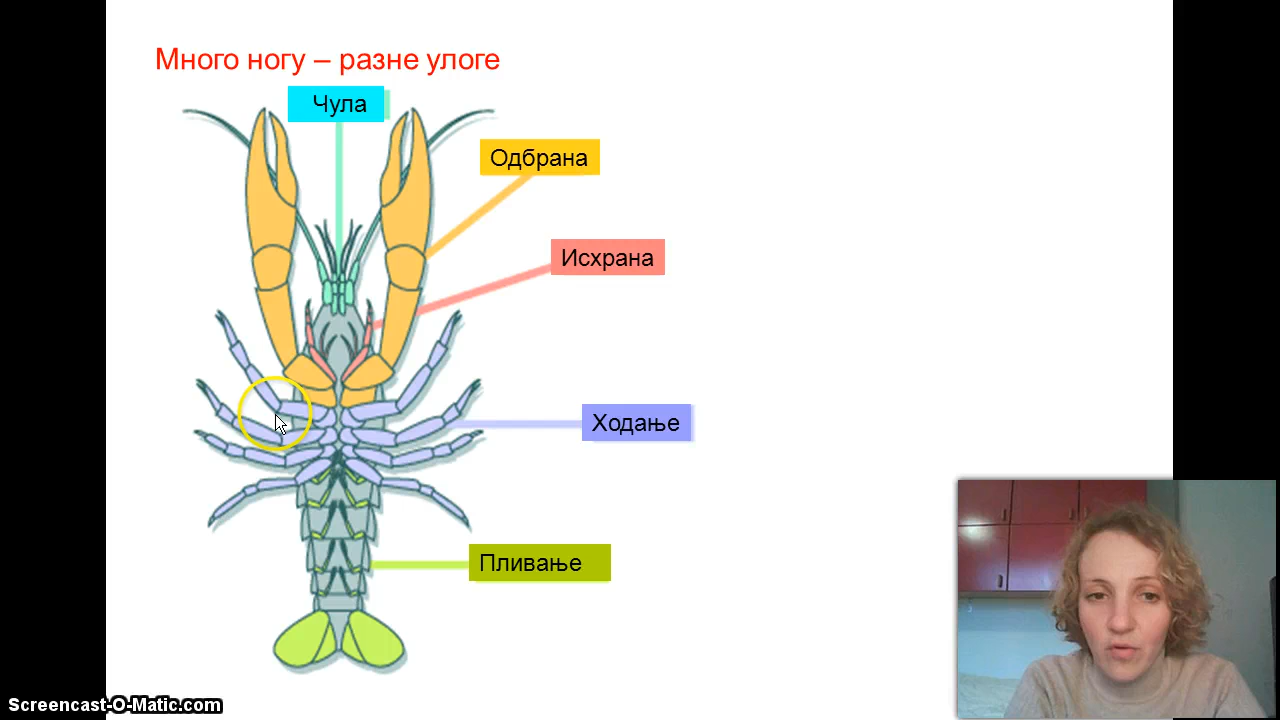 Много ногу – разне улоге
Чула
Одбрана
Исхрана
Ходање
Пливање
Screencast-O-Matic.com